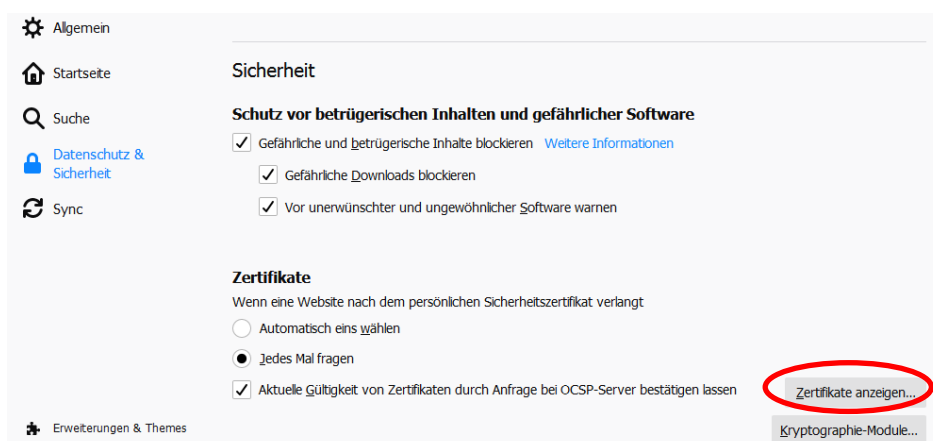 Allgemein
Startseite
Suche
Datenschutz &
Sicherheit
Sync
Erweiterungen & Themes
Sicherheit
Schutz vor betrügerischen Inhalten und gefährlicher Software
Gefährliche und betrügerische Inhalte blockieren Weitere Informationen
Gefährliche Downloads blockieren
Vor unerwünschter und ungewöhnlicher Software warnen
Zertifikate
Wenn eine Website nach dem persönlichen Sicherheitszertifikat verlangt
Automatisch eins wählen
Jedes Mal fragen
Aktuelle Gültigkeit von Zertifikaten durch Anfrage bei OCSP-Server bestätigen lassen
Zertifikate anzeigen...
Kryptographie-Module...